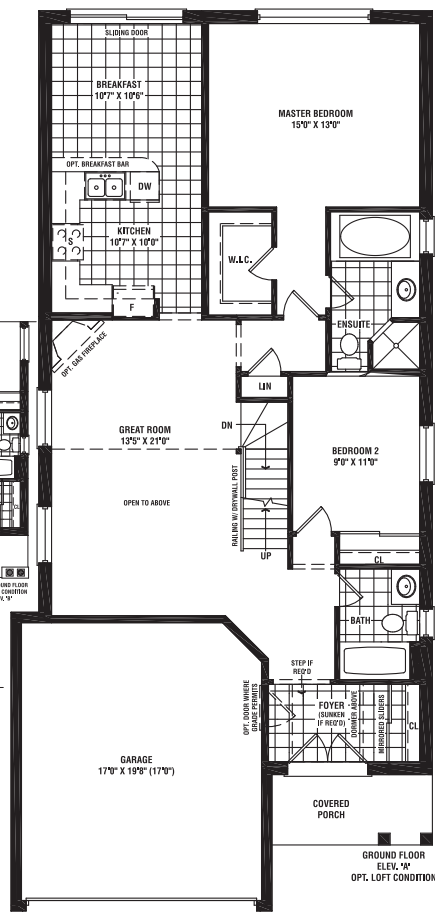 SLIDING DOOR
BREAKFAST
10'7" X 10'6"
MASTER BEDROOM
15'0" X 13'0"
OPT. BREAKFAST BAR
DW
KITCHEN
10'7" X 10'0"
S
W.I.C.
F
ENSUITE
OPT. GAS FIREPLACE
LIN
GREAT ROOM
13'5" X 21'0"
DN
BEDROOM 2
9'0" X 11'0"
OPEN TO ABOVE
RAILING W/ DRYWALL POST
UP
CL
CL
UND FLOOR
CONDITION
V. 'B'
BATH
STEP IF
REQ'D
OPT. DOOR WHERE
GRADE PERMITS
FOYER
(SUNKEN
IF REQ'D)
DORMER ABOVE
MIRRORED SLIDERS
CL
GARAGE
17'0" X 19'8" (17'0")
COVERED
PORCH
GROUND FLOOR
ELEV. 'A'
OPT. LOFT CONDITION